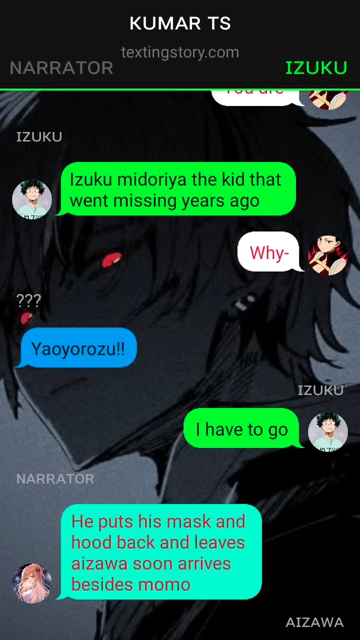 KUMAR TS
textingstory.com
NARRATOR
IZUKU
You are
IZUKU
Izuku midoriya the kid that
went missing years ago
Why-
???
Yaoyorozu!!
IZUKU
I have to go
NARRATOR
He puts his mask and
hood back and leaves
aizawa soon arrives
besides momo
AIZAWA